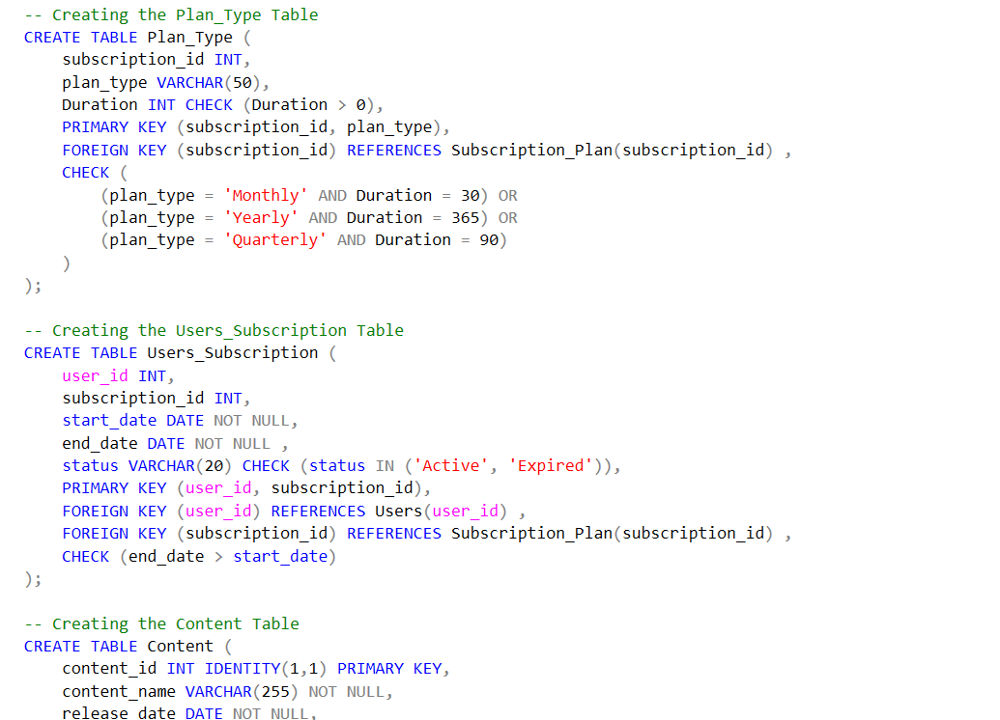 -- Creating the Plan_Type Table
CREATE TABLE Plan_Type (
    subscription_id INT,
    plan_type VARCHAR(50),
    Duration INT CHECK (Duration > 0),
    PRIMARY KEY (subscription_id, plan_type),
    FOREIGN KEY (subscription_id) REFERENCES Subscription_Plan(subscription_id) ,
    CHECK (
        (plan_type = 'Monthly' AND Duration = 30) OR
        (plan_type = 'Yearly' AND Duration = 365) OR
        (plan_type = 'Quarterly' AND Duration = 90)
    )
);

-- Creating the Users_Subscription Table
CREATE TABLE Users_Subscription (
    user_id INT,
    subscription_id INT,
    start_date DATE NOT NULL,
    end_date DATE NOT NULL ,
    status VARCHAR(20) CHECK (status IN ('Active', 'Expired')),
    PRIMARY KEY (user_id, subscription_id),
    FOREIGN KEY (user_id) REFERENCES Users(user_id) ,
    FOREIGN KEY (subscription_id) REFERENCES Subscription_Plan(subscription_id) ,
    CHECK (end_date > start_date)
);

-- Creating the Content Table
CREATE TABLE Content (
    content_id INT IDENTITY(1,1) PRIMARY KEY,
    content_name VARCHAR(255) NOT NULL,
    release_date DATE NOT NULL,